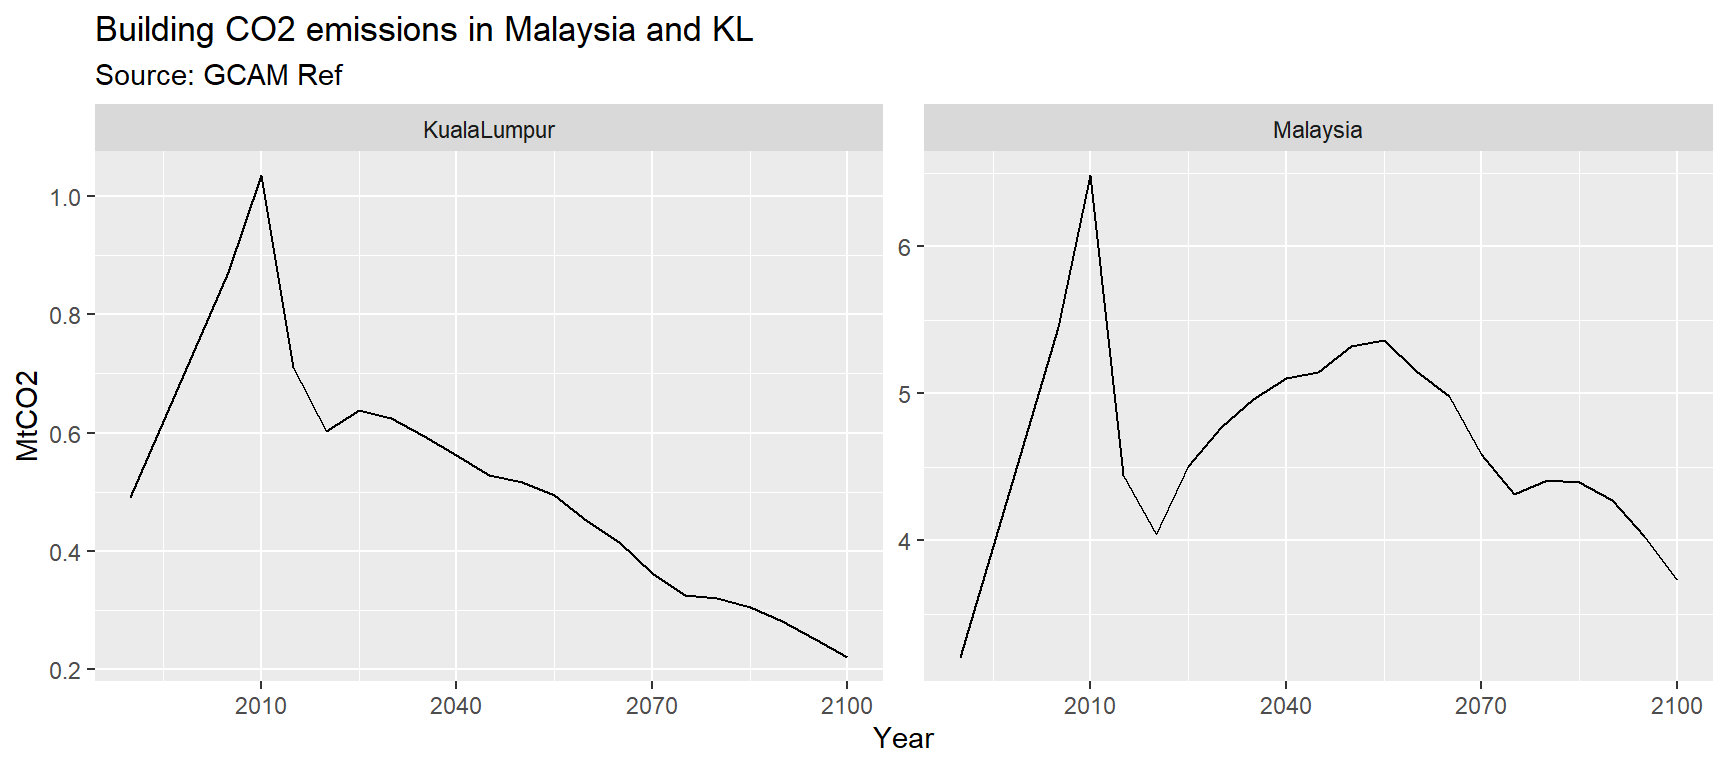 Building CO2 emissions in Malaysia and KL
Source: GCAM Ref
KualaLumpur
Malaysia
MtCO2
1.0
0.8
0.6
0.4
0.2
6
5
4
2010 2040 2070 2100
2010 2040 2070 2100
Year